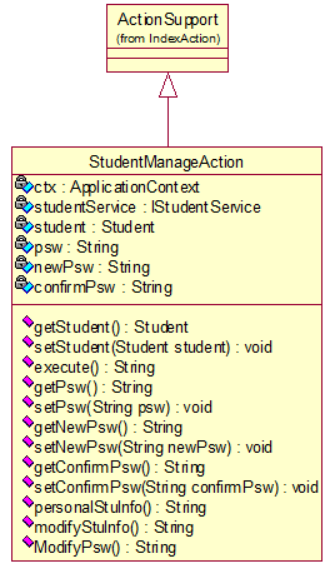 ActionSupport
(from IndexAction)
StudentManageAction
ctx : ApplicationContext
studentService : IStudentService
student : Student
psw : String
newPsw : String
confirmPsw : String
getStudent() : Student
setStudent(Student student) : void
execute() : String
getPsw() : String
setPsw(String psw) : void
getNewPsw() : String
setNewPsw(String newPsw) : void
getConfirmPsw() : String
setConfirmPsw(String confirmPsw) : void
personalStuInfo() : String
modifyStuInfo() : String
ModifyPsw() : String